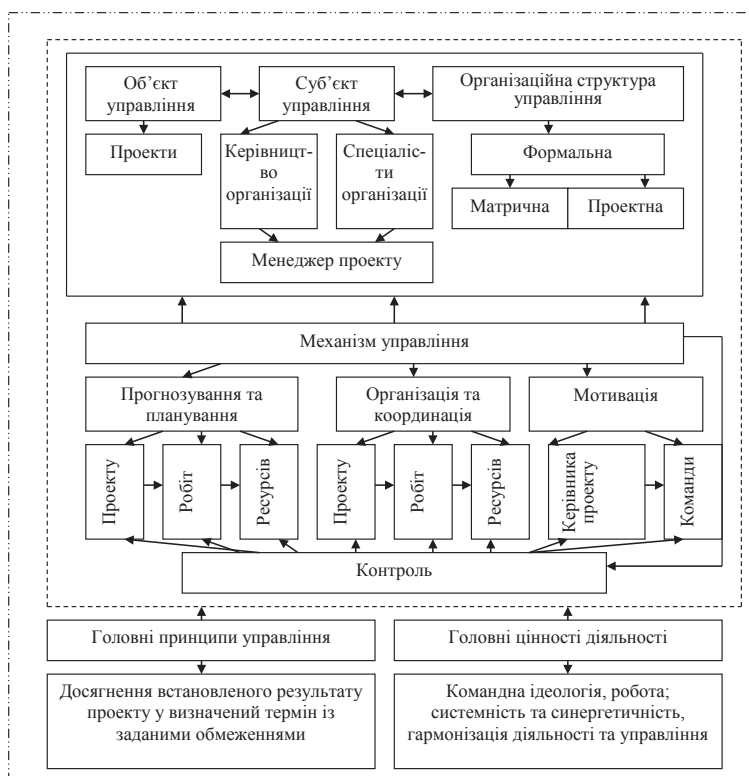 Об’єкт
управління
Суб’єкт
управління
Організаційна структура
управління
Проекти
Керівницт-
во
організації
Спеціаліс-
ти
організації
Формальна
Матрична
Проектна
Менеджер проекту
Механізм управління
Прогнозування та
планування
Організація та
координація
Мотивація
Проекту
Робіт
Ресурсів
Проекту
Робіт
Ресурсів
Керівника
проекту
Команди
Контроль
Головні принципи управління
Головні цінності діяльності
Досягнення встановленого результату
проекту у визначений термін із
заданими обмеженнями
Командна ідеологія, робота;
системність та синергетичність,
гармонізація діяльності та управління